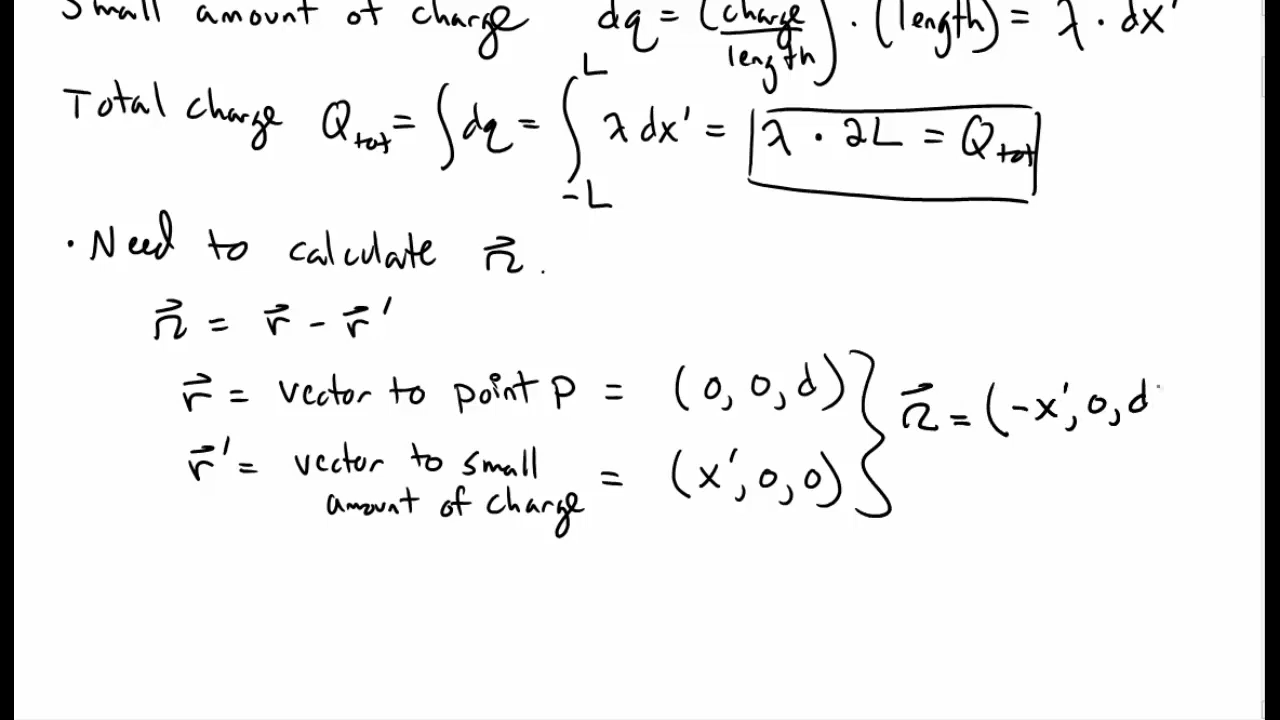 Small amount of charge dq = (charge/length) · (length) = λ · dx'
Total charge Q_tot = ∫dq = ∫_{-L}^{L} λ dx' = λ · 2L = Q_tot
· Need to calculate 𝓇⃗.
𝓇⃗ = r⃗ - r⃗'
r⃗ = vector to point P = (0, 0, d)
r⃗' = vector to small amount of charge = (x', 0, 0)
} 𝓇⃗ = (-x', 0, d